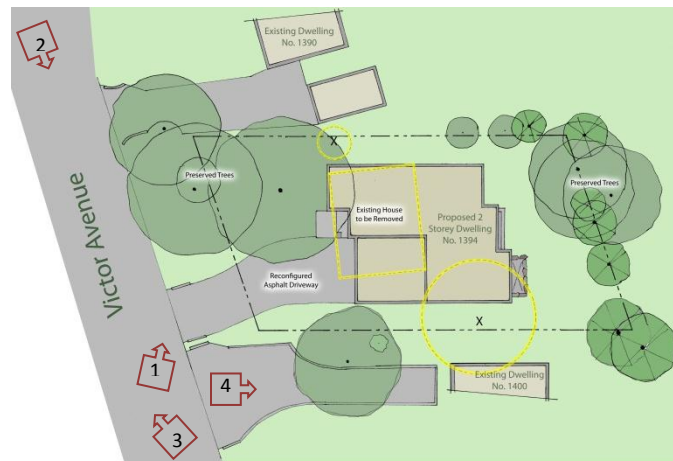 2
Existing Dwelling
No. 1390
X
Preserved Trees
Preserved Trees
Existing House
to be Removed
Proposed 2
Storey Dwelling
No. 1394
Victor Avenue
Reconfigured
Asphalt Driveway
X
1
4
Existing Dwelling
No. 1400
3